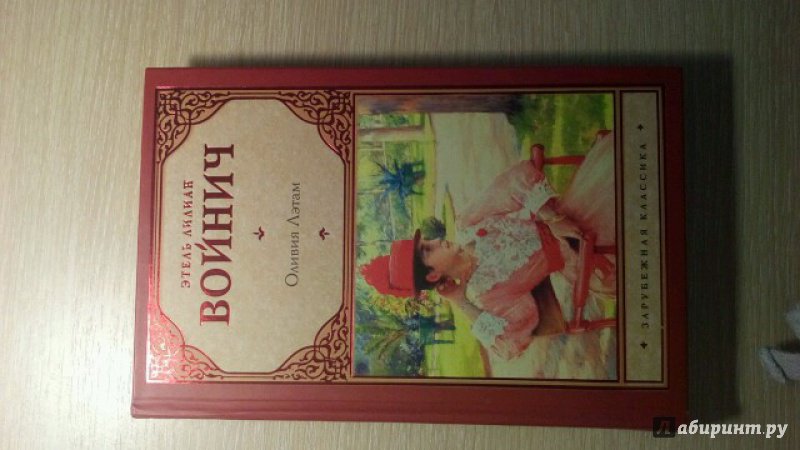 ЭТЕЛЬ ЛИЛИАН
ВОЙНИЧ
Оливия Лэтам
ЗАРУБЕЖНАЯ КЛАССИКА
Лабиринт.ру